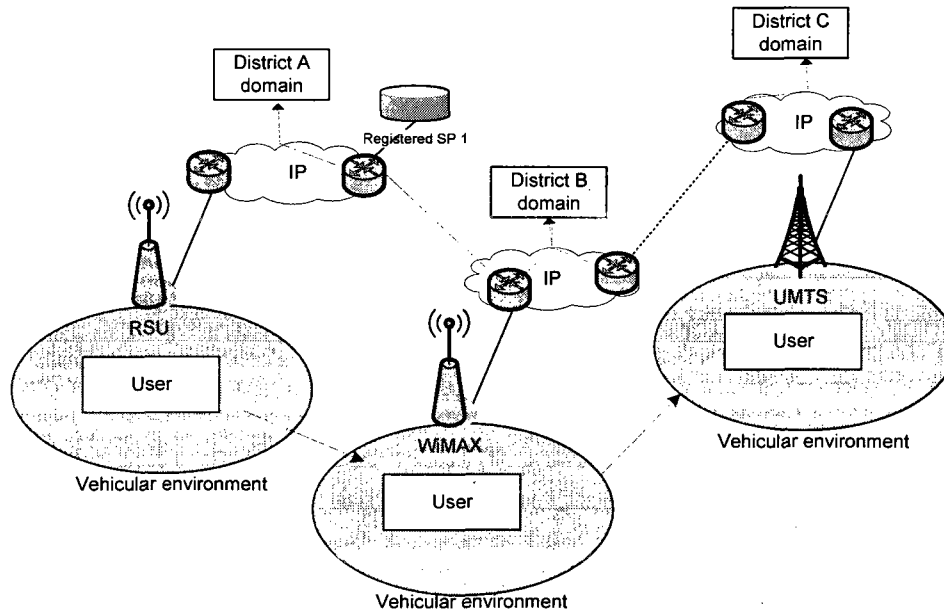 District C
domain
District A
domain
IP
Registered SP 1
IP
District B
domain
IP
UMTS
RSU
User
User
WiMAX
Vehicular environment
Vehicular environment
User
Vehicular environment